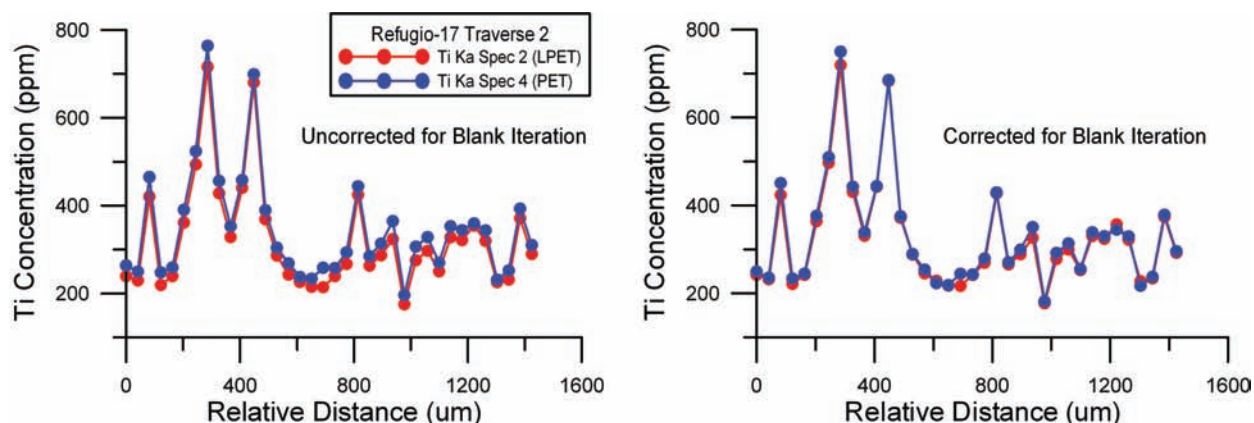 800
600
400
200
Ti Concentration (ppm)
Refugio-17 Traverse 2
Ti Ka Spec 2 (LPET)
Ti Ka Spec 4 (PET)
Uncorrected for Blank Iteration
0
400
800
1200
1600
Relative Distance (um)
800
600
400
200
Ti Concentration (ppm)
Corrected for Blank Iteration
0
400
800
1200
1600
Relative Distance (um)